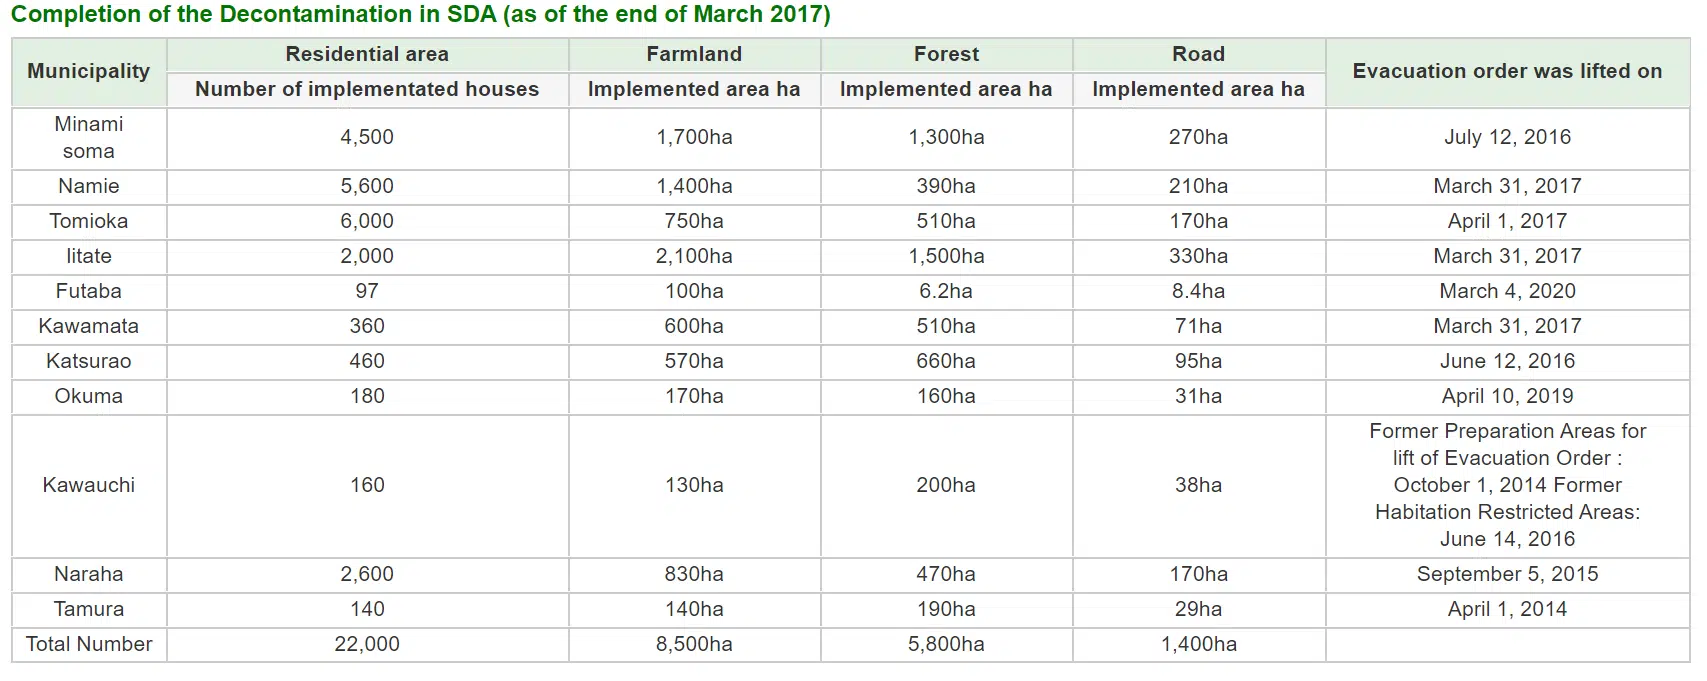 Completion of the Decontamination in SDA (as of the end of March 2017)
Municipality Residential area Farmland Forest Road Evacuation order was lifted on
Number of implementated houses Implemented area ha Implemented area ha Implemented area ha
Minami soma 4,500 1,700ha 1,300ha 270ha July 12, 2016
Namie 5,600 1,400ha 390ha 210ha March 31, 2017
Tomioka 6,000 750ha 510ha 170ha April 1, 2017
Iitate 2,000 2,100ha 1,500ha 330ha March 31, 2017
Futaba 97 100ha 6.2ha 8.4ha March 4, 2020
Kawamata 360 600ha 510ha 71ha March 31, 2017
Katsurao 460 570ha 660ha 95ha June 12, 2016
Okuma 180 170ha 160ha 31ha April 10, 2019
Kawauchi 160 130ha 200ha 38ha Former Preparation Areas for
lift of Evacuation Order :
October 1, 2014 Former
Habitation Restricted Areas:
June 14, 2016
Naraha 2,600 830ha 470ha 170ha September 5, 2015
Tamura 140 140ha 190ha 29ha April 1, 2014
Total Number 22,000 8,500ha 5,800ha 1,400ha